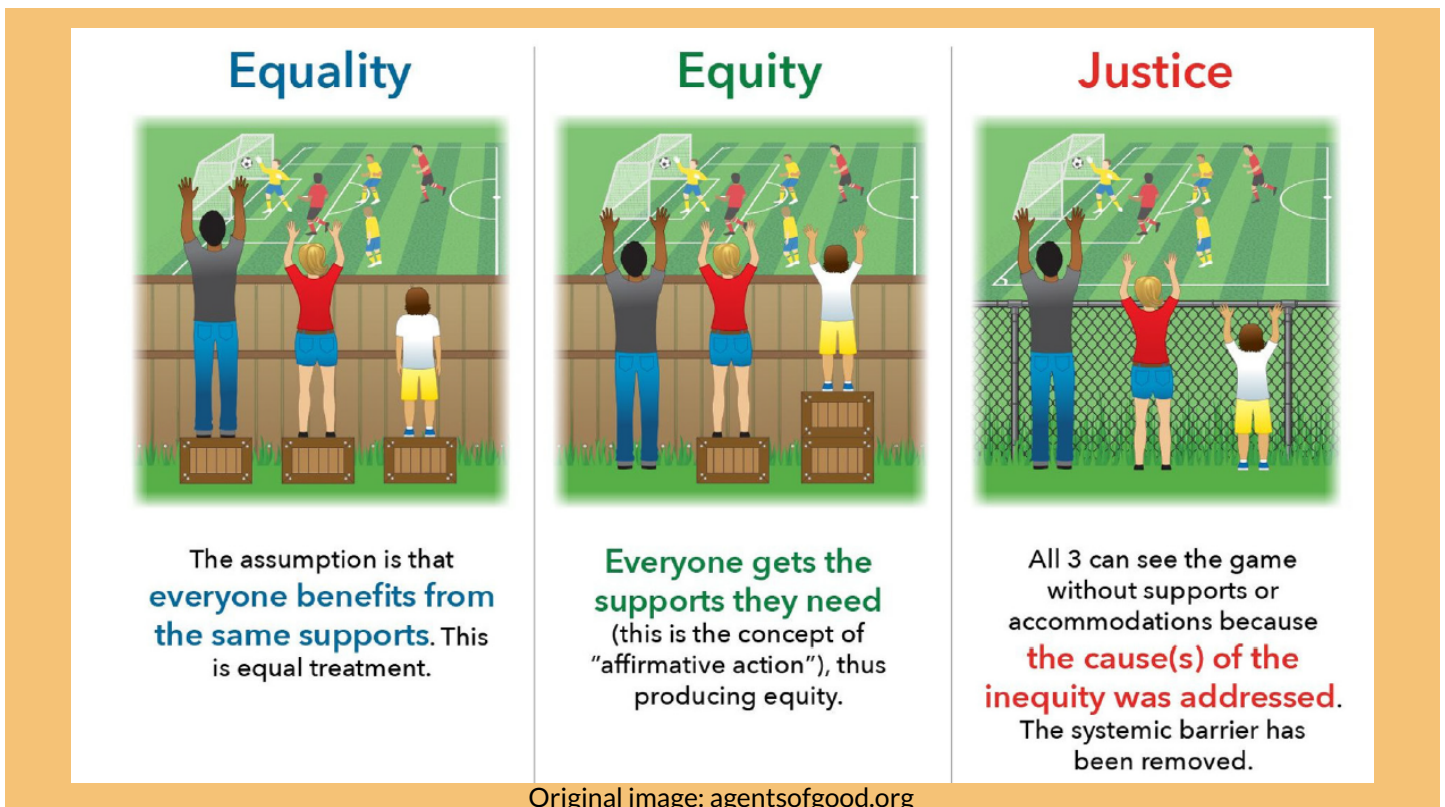 Equality
The assumption is that
everyone benefits from
the same supports. This
is equal treatment.
Equity
Everyone gets the
supports they need
(this is the concept of
“affirmative action”), thus
producing equity.
Justice
All 3 can see the game
without supports or
accommodations because
the cause(s) of the
inequity was addressed.
The systemic barrier has
been removed.
Original image: agentsofgood.org